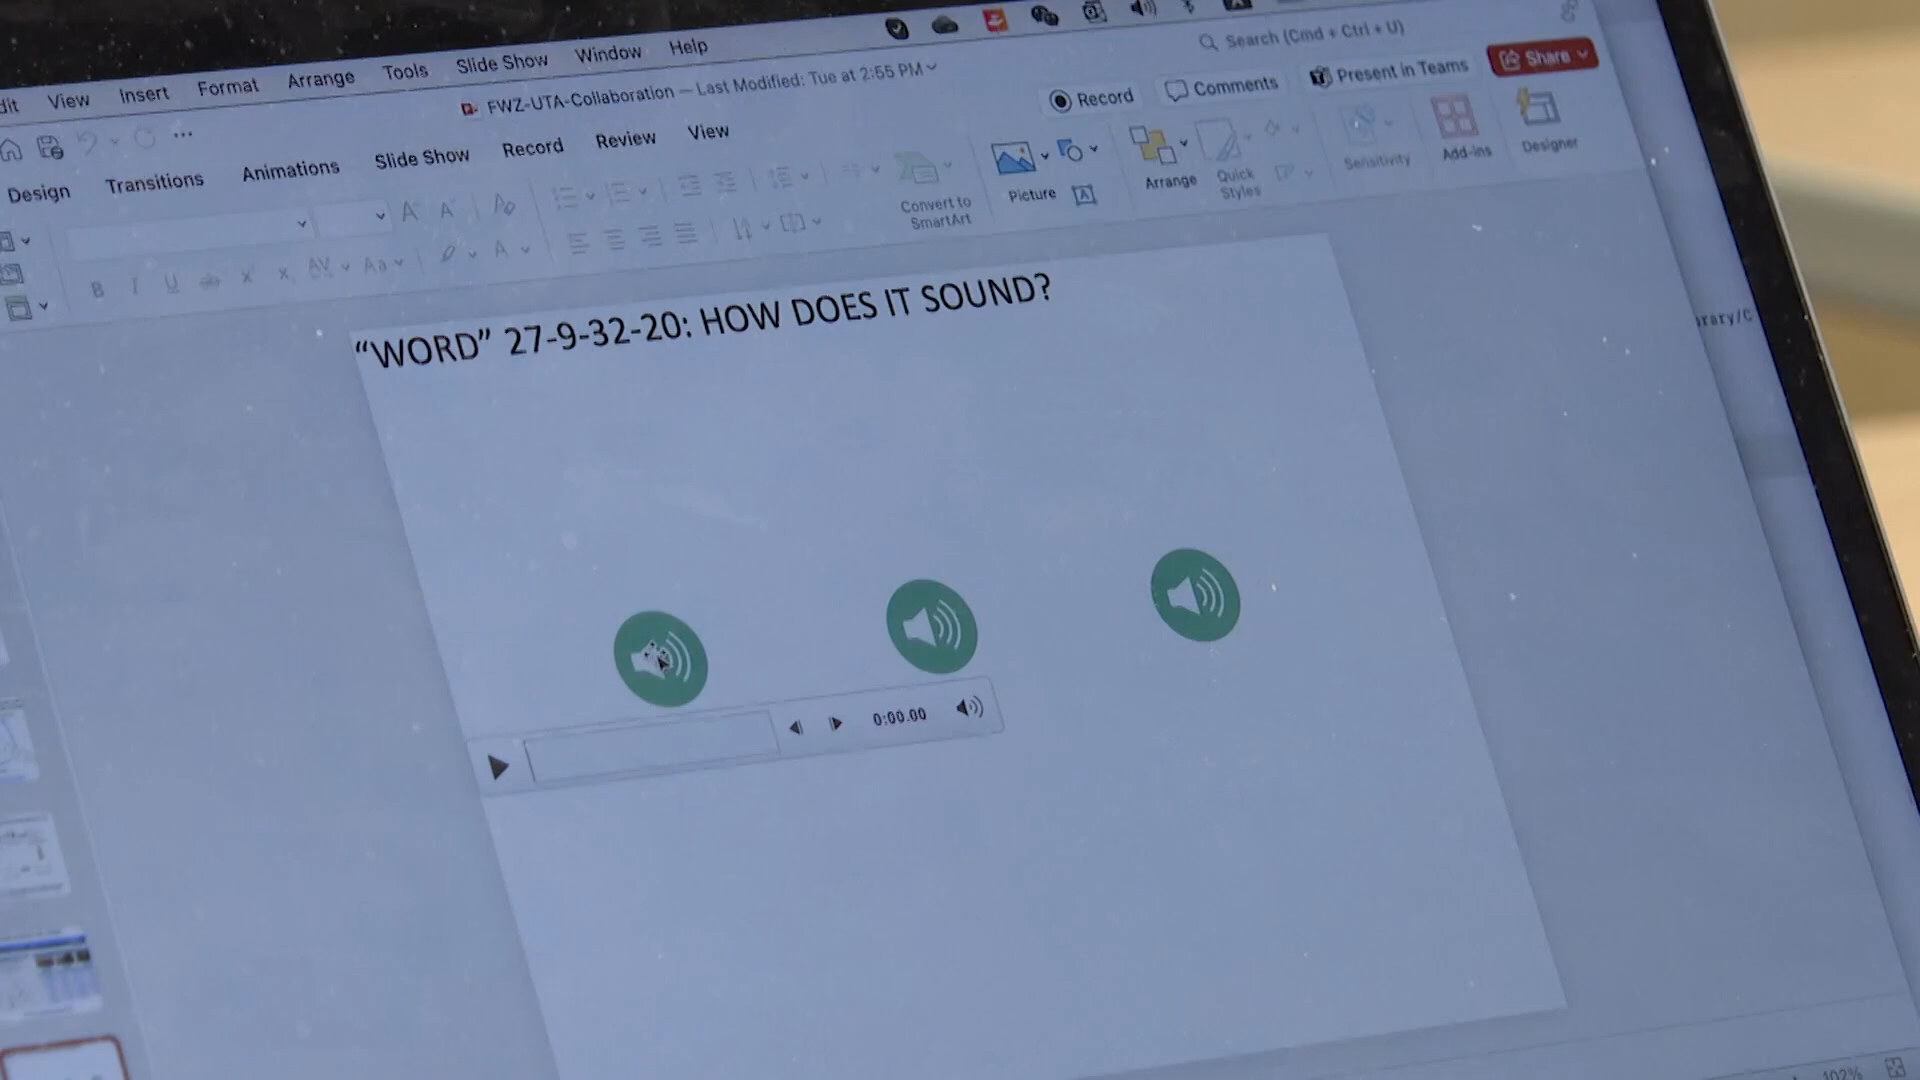 View Insert Format Arrange Tools Slide Show Window Help
Search (Cmd + Ctrl + U)
FWZ-UTA-Collaboration — Last Modified: Tue at 2:55 PM
Record Comments Present in Teams Share
Design Transitions Animations Slide Show Record Review View
Convert to SmartArt
Picture
Arrange
Quick Styles
Sensitivity
Add-ins
Designer
B I U
Aa
"WORD" 27-9-32-20: HOW DOES IT SOUND?
0:00.00
102%